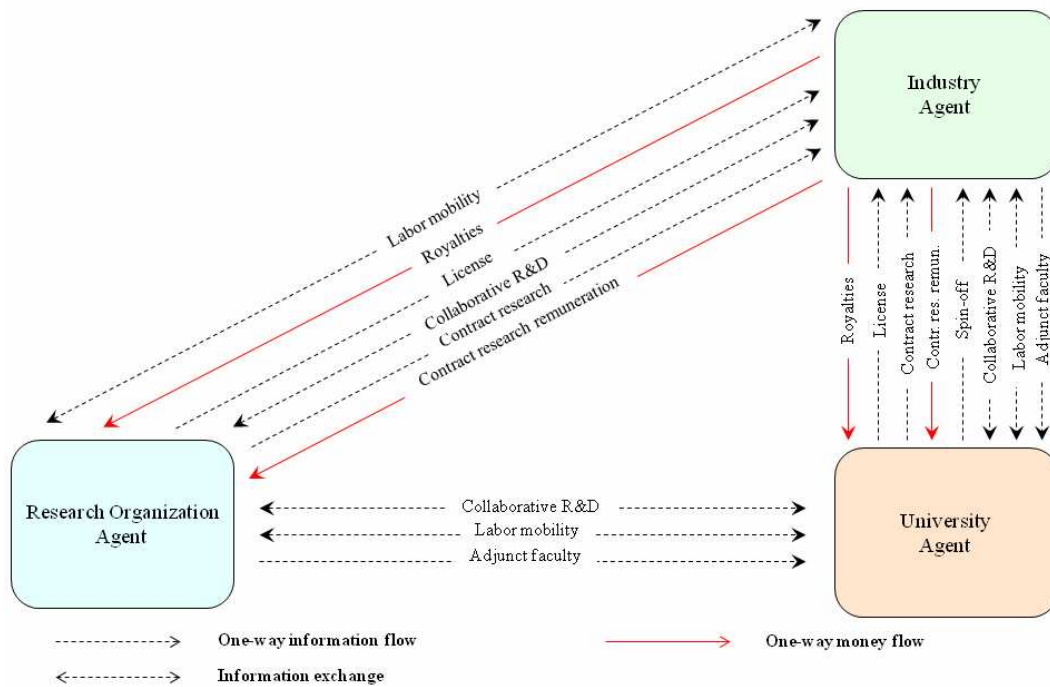 Industry
Agent
Labor mobility
Royalties
License
Collaborative R&D
Contract research
Contract research remuneration
Royalties
License
Contract research
Contr. res. remun.
Spin-off
Collaborative R&D
Labor mobility
Adjunct faculty
Research Organization
Agent
Collaborative R&D
Labor mobility
Adjunct faculty
University
Agent
One-way information flow
One-way money flow
Information exchange